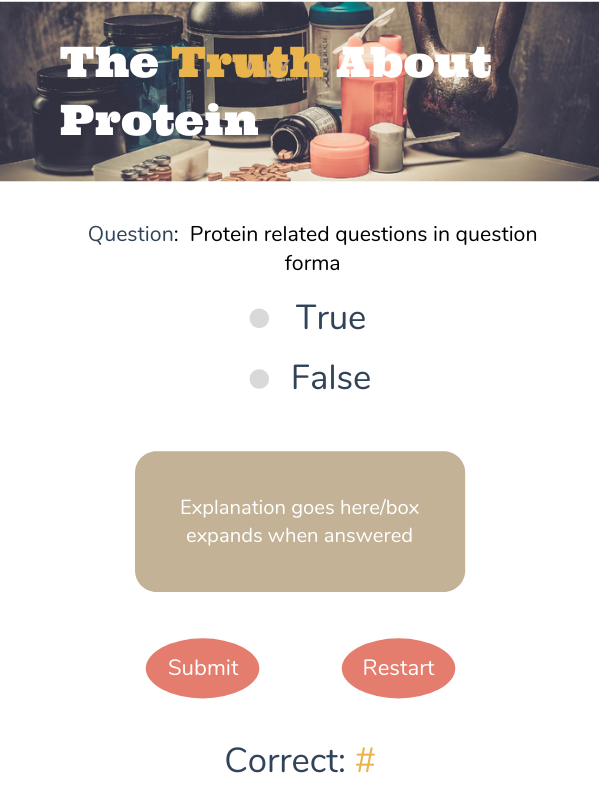 The Truth About
Protein
Question: Protein related questions in question
forma
True
False
Explanation goes here/box
expands when answered
Submit
Restart
Correct: #